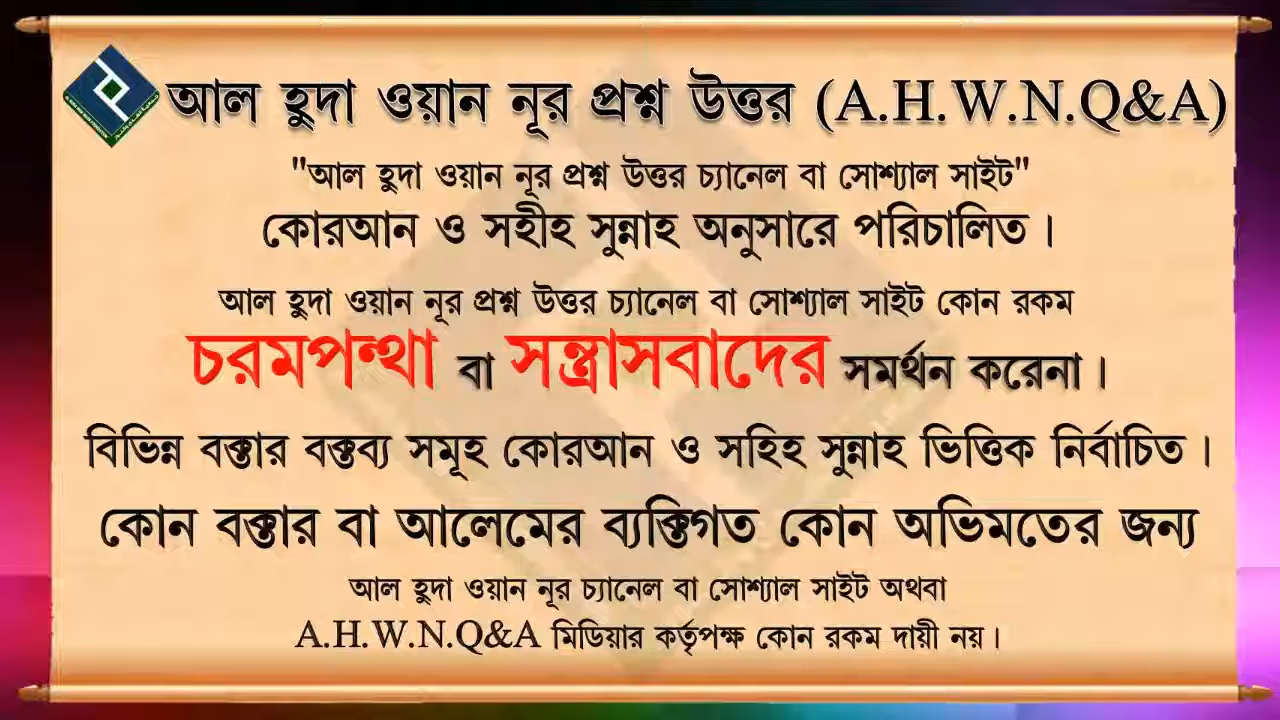 আল হুদা ওয়ান নূর প্রশ্ন উত্তর (A.H.W.N.Q&A)
"আল হুদা ওয়ান নূর প্রশ্ন উত্তর চ্যানেল বা সোশ্যাল সাইট"
কোরআন ও সহীহ সুন্নাহ অনুসারে পরিচালিত।
আল হুদা ওয়ান নূর প্রশ্ন উত্তর চ্যানেল বা সোশ্যাল সাইট কোন রকম
চরমপন্থা বা সন্ত্রাসবাদের সমর্থন করেনা।
বিভিন্ন বক্তার বক্তব্য সমূহ কোরআন ও সহিহ সুন্নাহ ভিত্তিক নির্বাচিত।
কোন বক্তার বা আলেমের ব্যক্তিগত কোন অভিমতের জন্য
আল হুদা ওয়ান নূর চ্যানেল বা সোশ্যাল সাইট অথবা
A.H.W.N.Q&A মিডিয়ার কর্তৃপক্ষ কোন রকম দায়ী নয়।